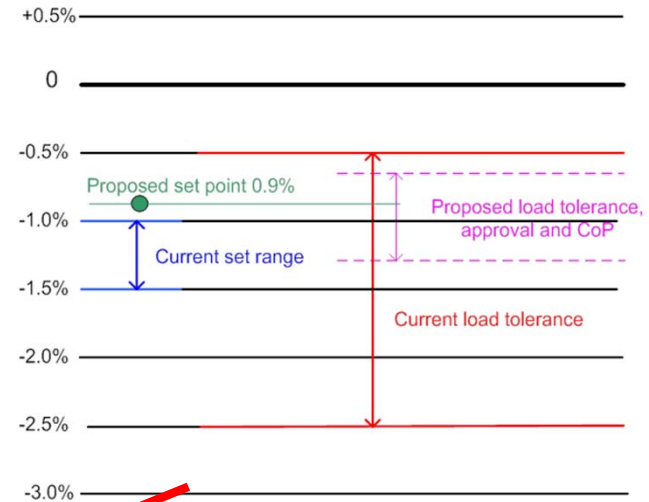 +0.5%
0
-0.5%
Proposed set point 0.9%
Proposed load tolerance,
-1.0%
approval and CoP
Current set range
-1.5%
Current load tolerance
-2.0%
-2.5%
-3.0%